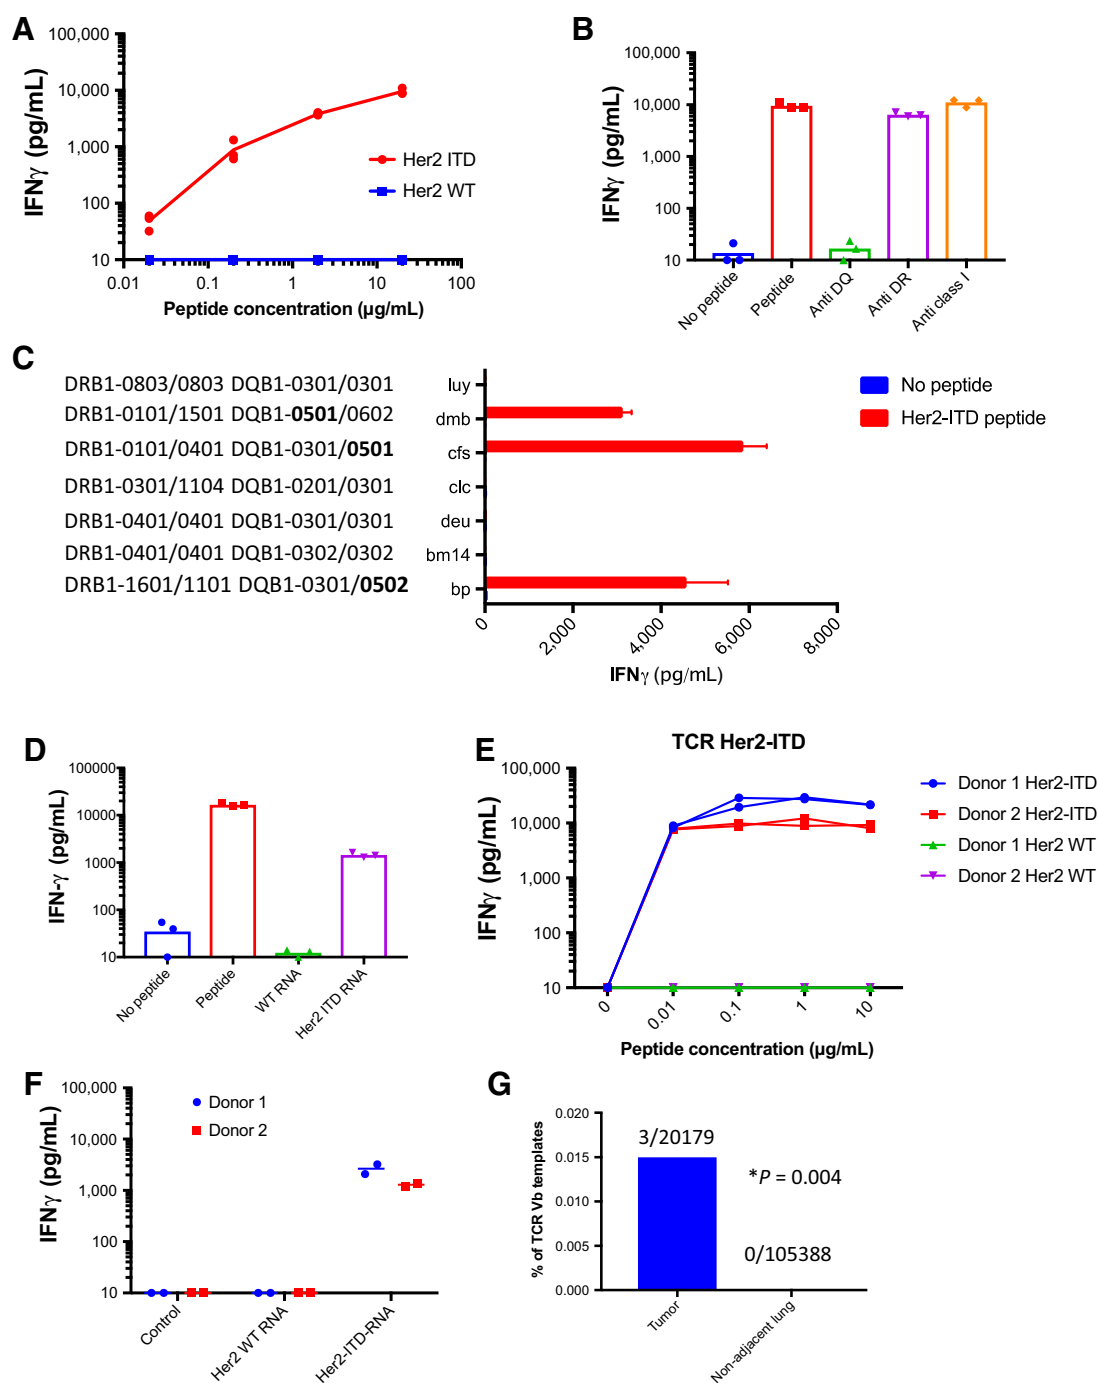 A
100,000
10,000
1,000
100
10
IFNγ (pg/mL)
0.01 0.1 1 10 100
Peptide concentration (µg/mL)
Her2 ITD
Her2 WT
B
100,000
10,000
1,000
100
10
IFNγ (pg/mL)
No peptide
Peptide
Anti DQ
Anti DR
Anti class I
C
DRB1-0803/0803 DQB1-0301/0301 luy
DRB1-0101/1501 DQB1-0501/0602 dmb
DRB1-0101/0401 DQB1-0301/0501 cfs
DRB1-0301/1104 DQB1-0201/0301 clc
DRB1-0401/0401 DQB1-0301/0301 deu
DRB1-0401/0401 DQB1-0302/0302 bm14
DRB1-1601/1101 DQB1-0301/0502 bp
0 2,000 4,000 6,000 8,000
IFNγ (pg/mL)
No peptide
Her2-ITD peptide
D
100000
10000
1000
100
10
IFN-γ (pg/mL)
No peptide
Peptide
WT RNA
Her2 ITD RNA
E
TCR Her2-ITD
100,000
10,000
1,000
100
10
IFNγ (pg/mL)
0 0.01 0.1 1 10
Peptide concentration (µg/mL)
Donor 1 Her2-ITD
Donor 2 Her2-ITD
Donor 1 Her2 WT
Donor 2 Her2 WT
F
100,000
10,000
1,000
100
10
IFNγ (pg/mL)
Donor 1
Donor 2
Control
Her2 WT RNA
Her2-ITD-RNA
G
0.020
0.015
0.010
0.005
0.000
% of TCR Vb templates
3/20179
*P = 0.004
0/105388
Tumor
Non-adjacent lung